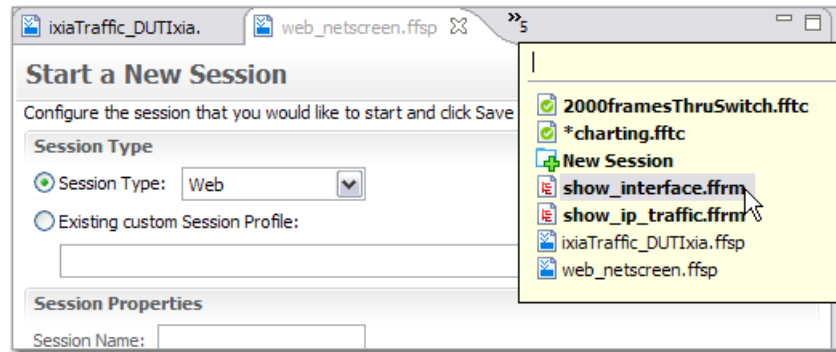 ixiaTraffic_DUTIxia.
web_netscreen.ffsp
»5
Start a New Session
Configure the session that you would like to start and click Save
Session Type
Session Type:
Web
Existing custom Session Profile:
Session Properties
Session Name:
2000framesThruSwitch.fftc
*charting.fftc
New Session
show_interface.ffrm
show_ip_traffic.ffrm
ixiaTraffic_DUTIxia.ffsp
web_netscreen.ffsp